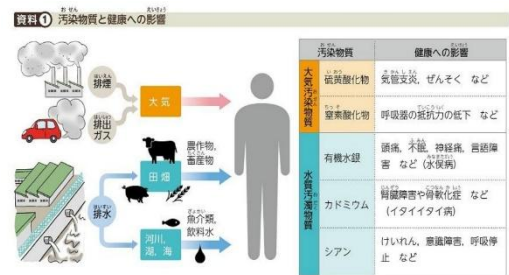 資料1 汚染物質と健康への影響
排煙
排出
ガス
大気
農作物,
畜産物
田畑
排水
魚介類,
飲料水
河川,
湖, 海
汚染物質 健康への影響
大気汚染物質
硫黄酸化物 気管支炎, ぜんそく など
窒素酸化物 呼吸器の抵抗力の低下 など
水質汚濁物質
有機水銀 頭痛, 不眠, 神経痛, 言語障
害 など (水俣病)
カドミウム 腎臓障害や骨軟化症 など
(イタイイタイ病)
シアン けいれん, 意識障害, 呼吸停
止 など